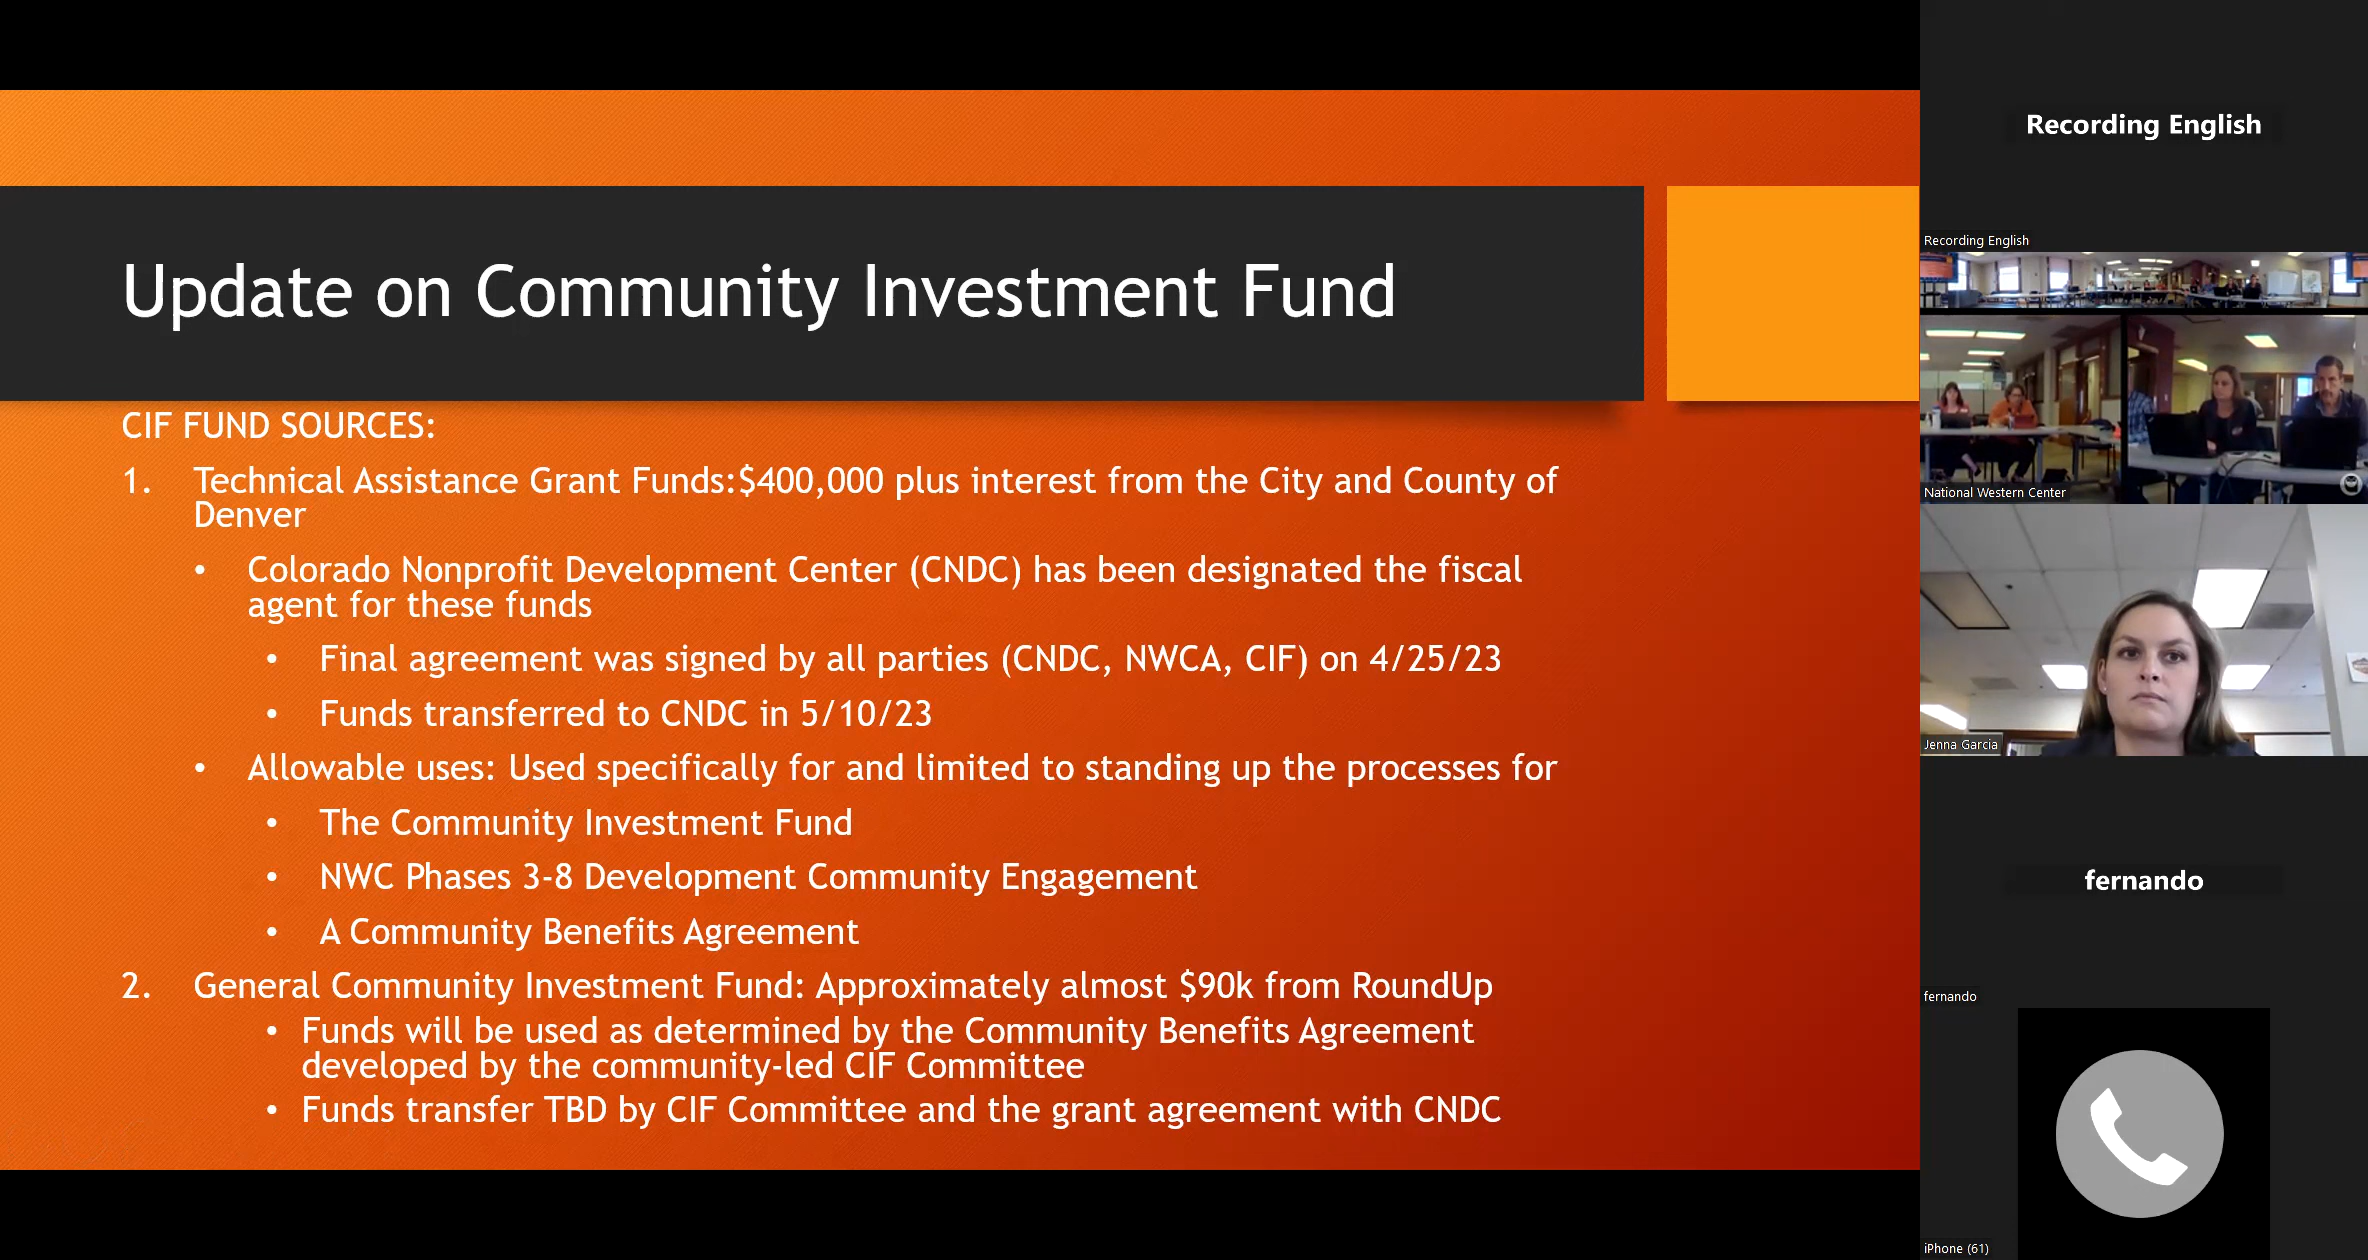 Update on Community Investment Fund
CIF FUND SOURCES:
1. Technical Assistance Grant Funds:$400,000 plus interest from the City and County of
Denver
• Colorado Nonprofit Development Center (CNDC) has been designated the fiscal
agent for these funds
• Final agreement was signed by all parties (CNDC, NWCA, CIF) on 4/25/23
• Funds transferred to CNDC in 5/10/23
• Allowable uses: Used specifically for and limited to standing up the processes for
• The Community Investment Fund
• NWC Phases 3-8 Development Community Engagement
• A Community Benefits Agreement
2. General Community Investment Fund: Approximately almost $90k from RoundUp
• Funds will be used as determined by the Community Benefits Agreement
developed by the community-led CIF Committee
• Funds transfer TBD by CIF Committee and the grant agreement with CNDC
Recording English
Recording English
National Western Center
Jenna Garcia
fernando
fernando
iPhone (61)